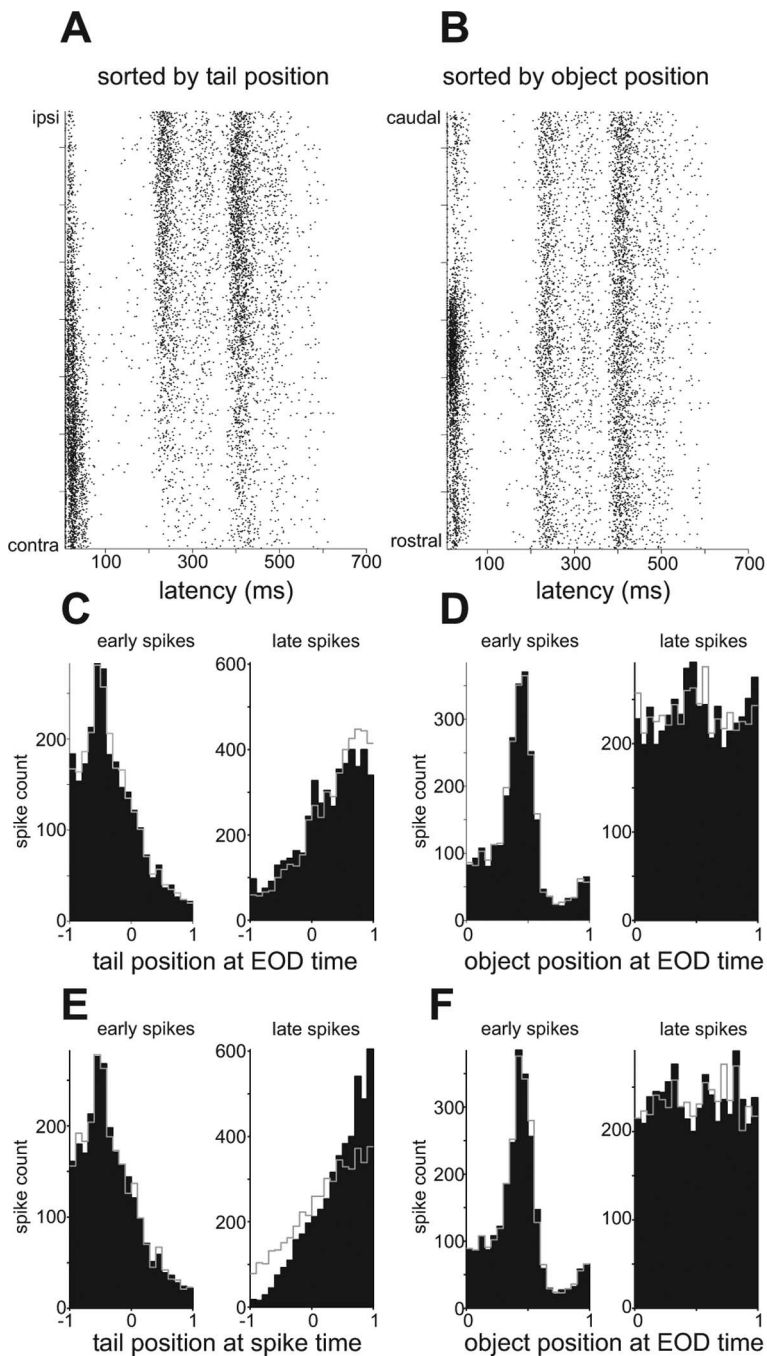 A
B
sorted by tail position
sorted by object position
ipsi
caudal
contra
rostral
100 300 400 500 700
100 300 400 500 700
latency (ms)
latency (ms)
C
D
early spikes
late spikes
early spikes
late spikes
spike count
200
100
0
600
400
200
0
spike count
300
200
100
0
200
100
0
-1 0 1
0 1
0 1
0 1
tail position at EOD time
object position at EOD time
E
F
early spikes
late spikes
early spikes
late spikes
spike count
200
100
0
600
400
200
0
spike count
300
200
100
0
200
100
0
-1 0 1
0 1
0 1
0 1
tail position at spike time
object position at EOD time